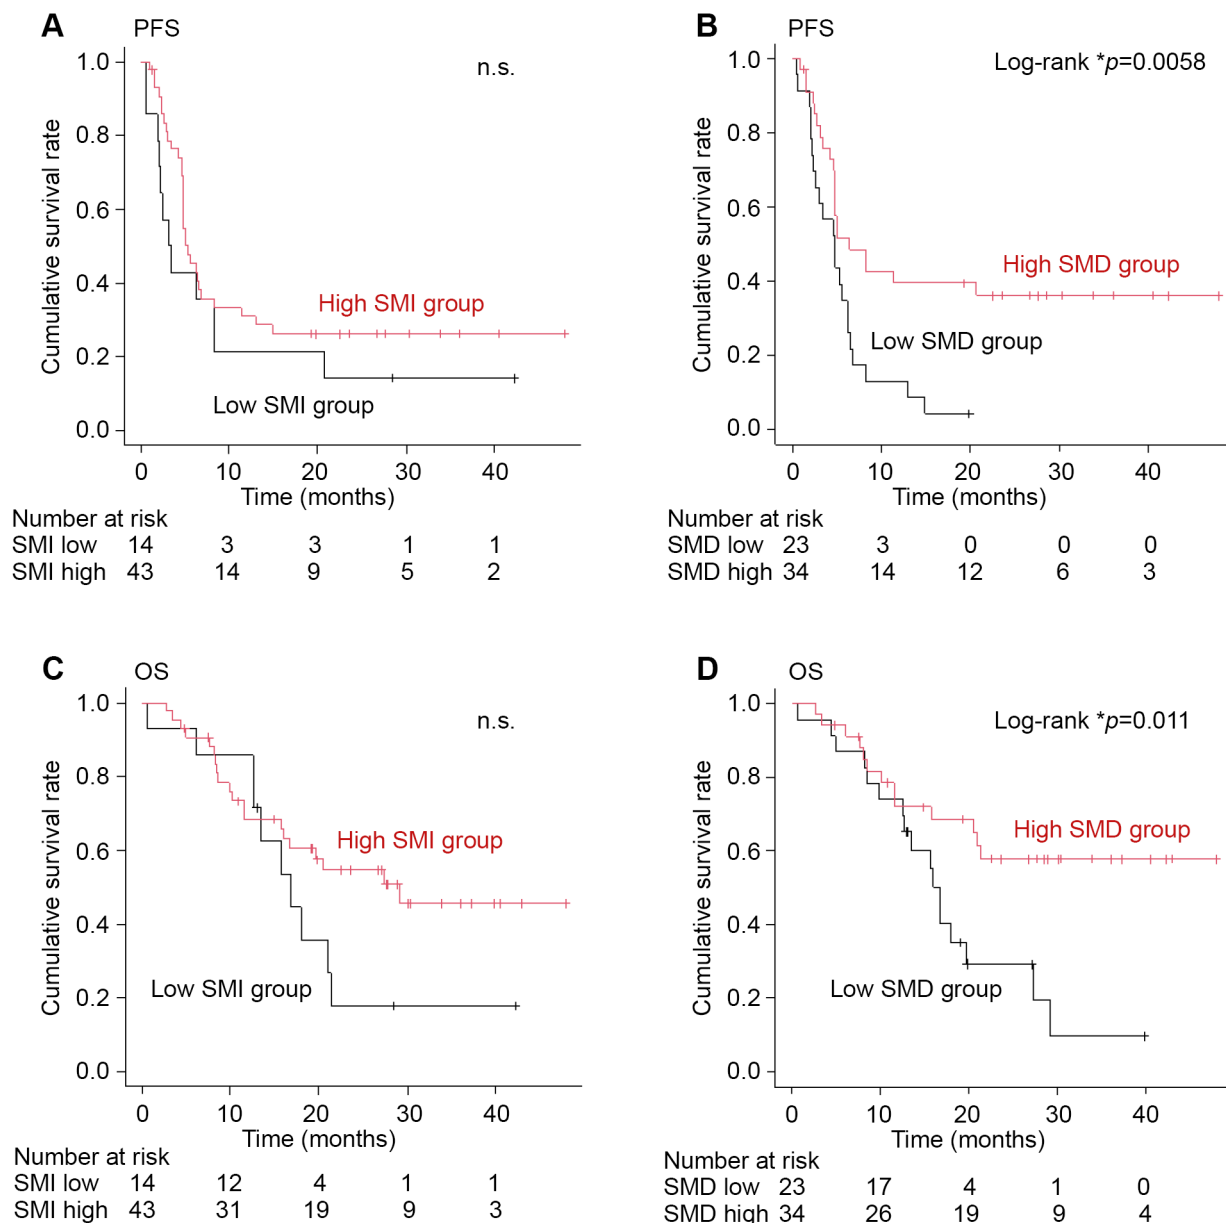 A
PFS
n.s.
Cumulative survival rate
1.0
0.8
0.6
0.4
0.2
0.0
High SMI group
Low SMI group
0 10 20 30 40
Time (months)
Number at risk
SMI low 14 3 3 1 1
SMI high 43 14 9 5 2
B
PFS
Log-rank *p=0.0058
Cumulative survival rate
1.0
0.8
0.6
0.4
0.2
0.0
High SMD group
Low SMD group
0 10 20 30 40
Time (months)
Number at risk
SMD low 23 3 0 0 0
SMD high 34 14 12 6 3
C
OS
n.s.
Cumulative survival rate
1.0
0.8
0.6
0.4
0.2
0.0
High SMI group
Low SMI group
0 10 20 30 40
Time (months)
Number at risk
SMI low 14 12 4 1 1
SMI high 43 31 19 9 3
D
OS
Log-rank *p=0.011
Cumulative survival rate
1.0
0.8
0.6
0.4
0.2
0.0
High SMD group
Low SMD group
0 10 20 30 40
Time (months)
Number at risk
SMD low 23 17 4 1 0
SMD high 34 26 19 9 4